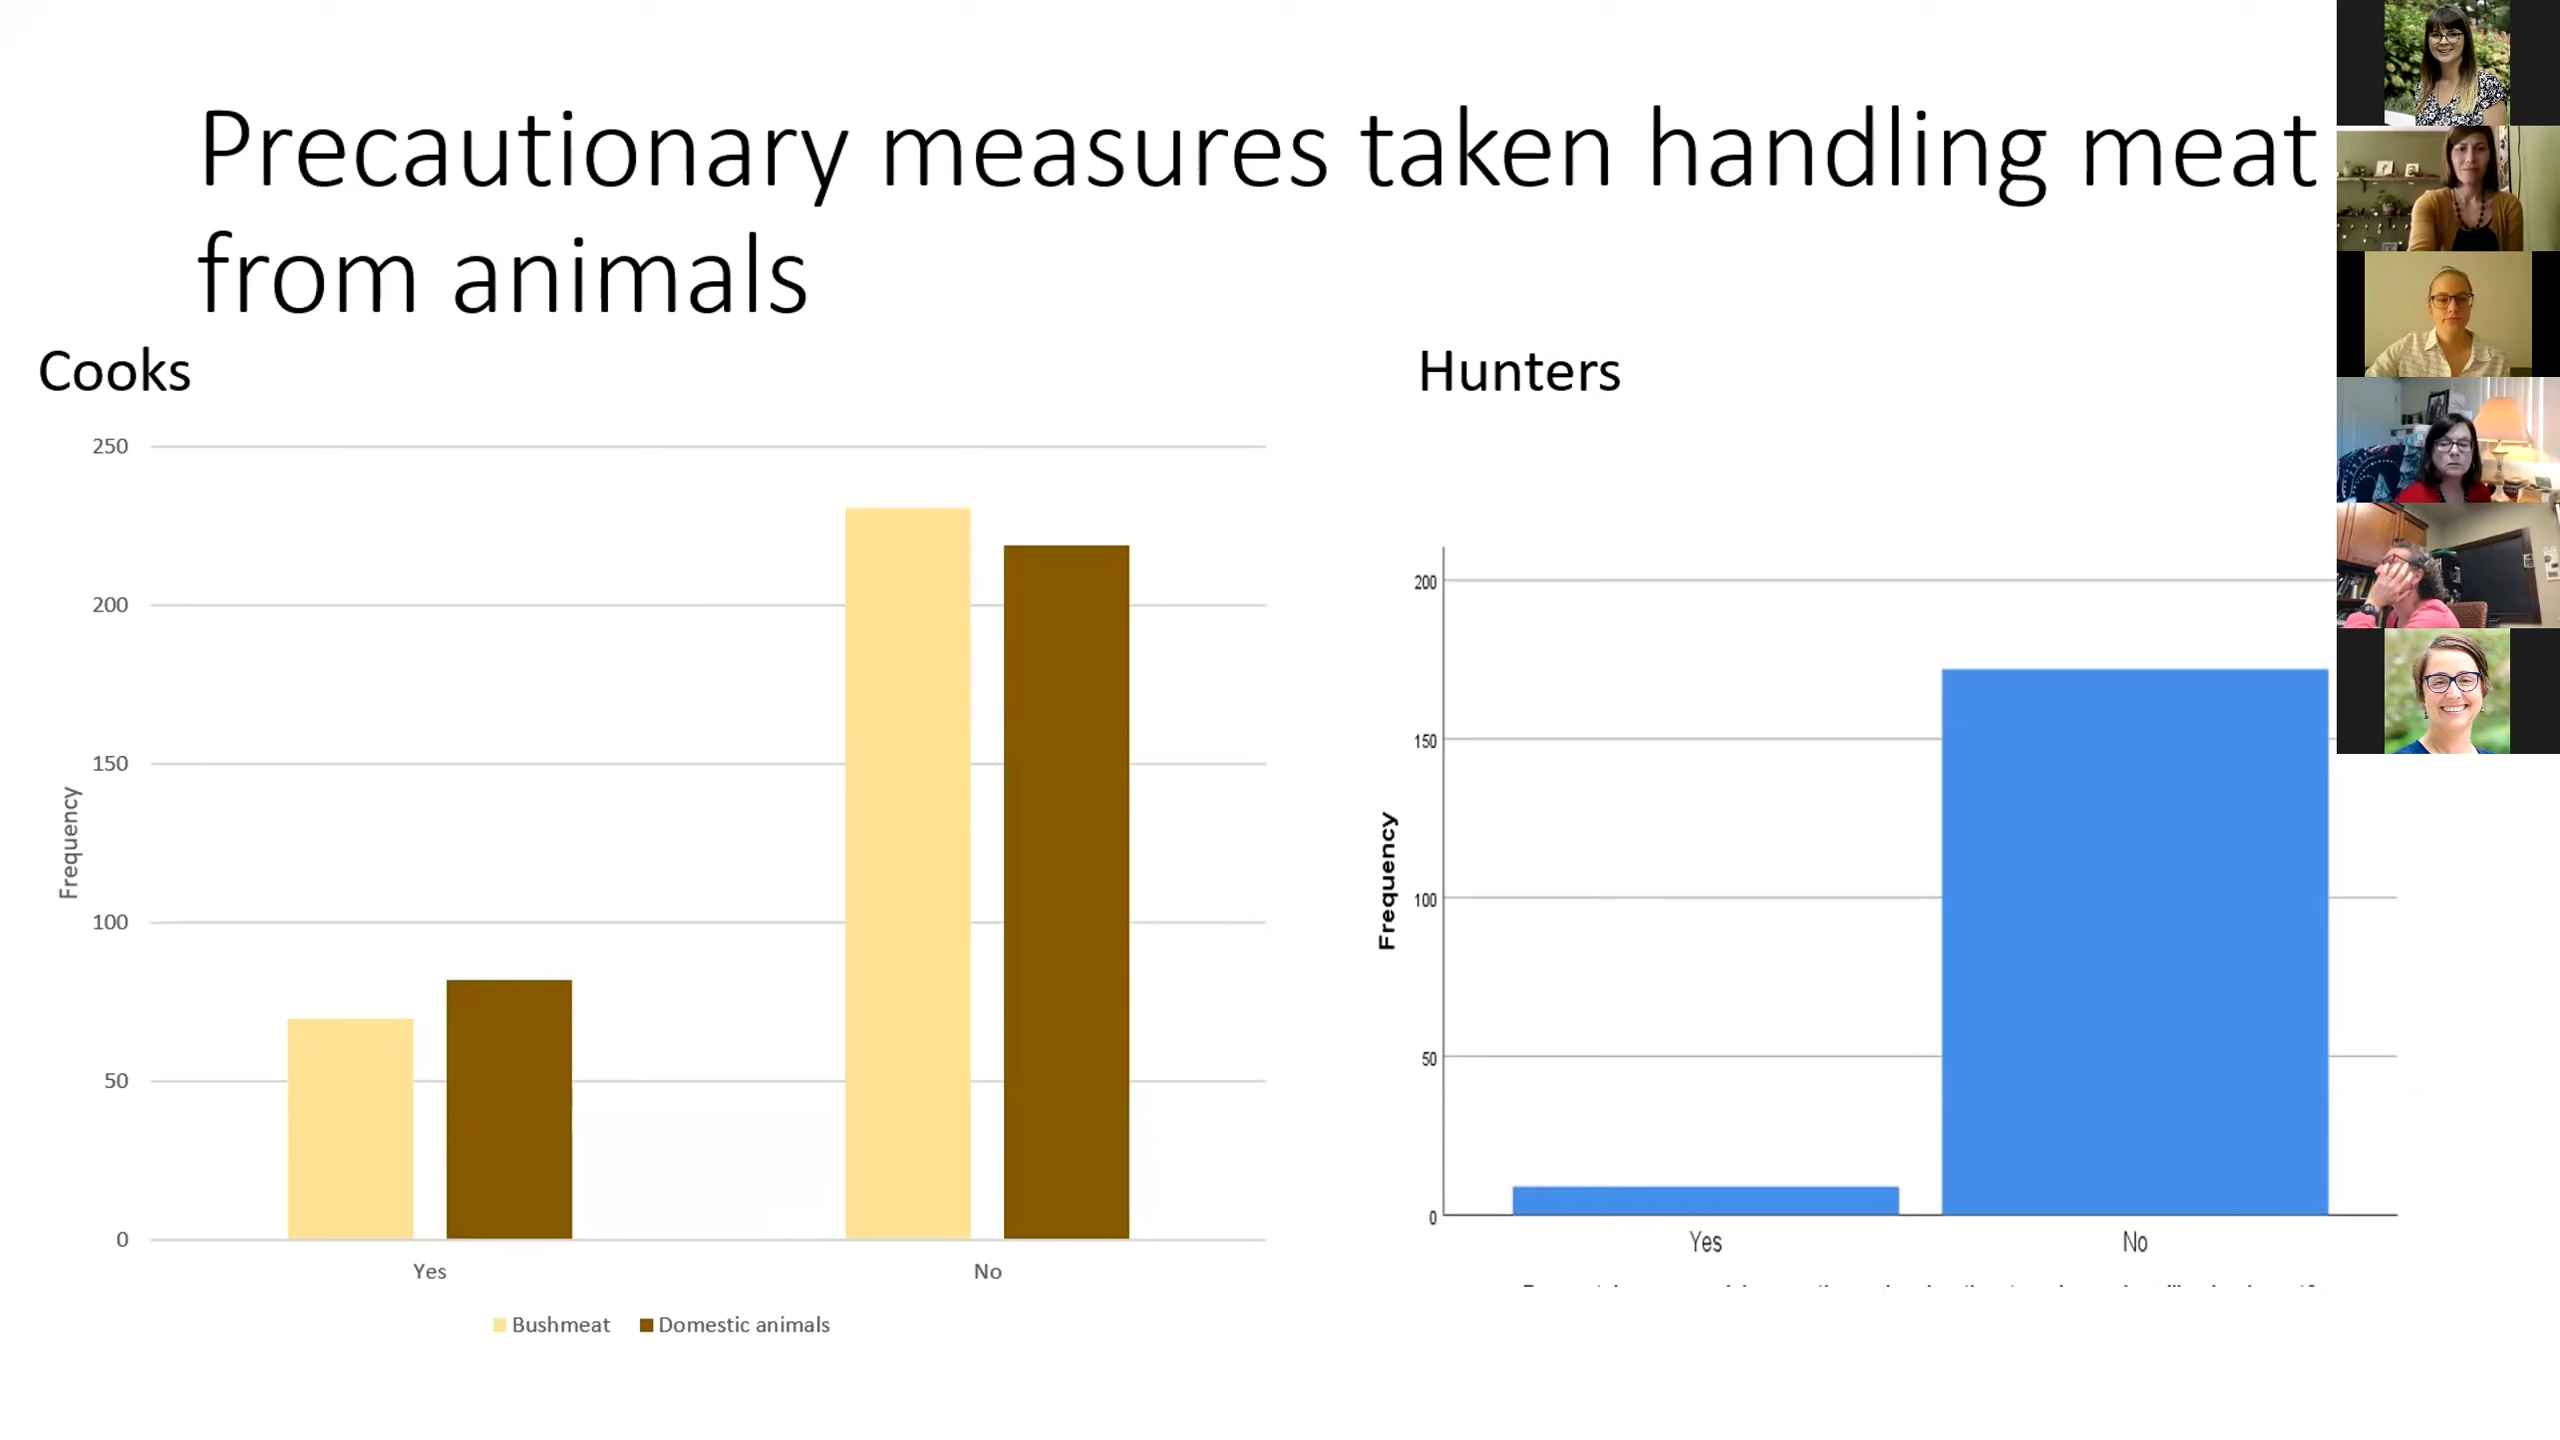 Precautionary measures taken handling meat
from animals
Cooks
Hunters
250
200
150
100
50
0
Frequency
Yes
No
Bushmeat
Domestic animals
200
150
100
50
0
Frequency
Yes
No